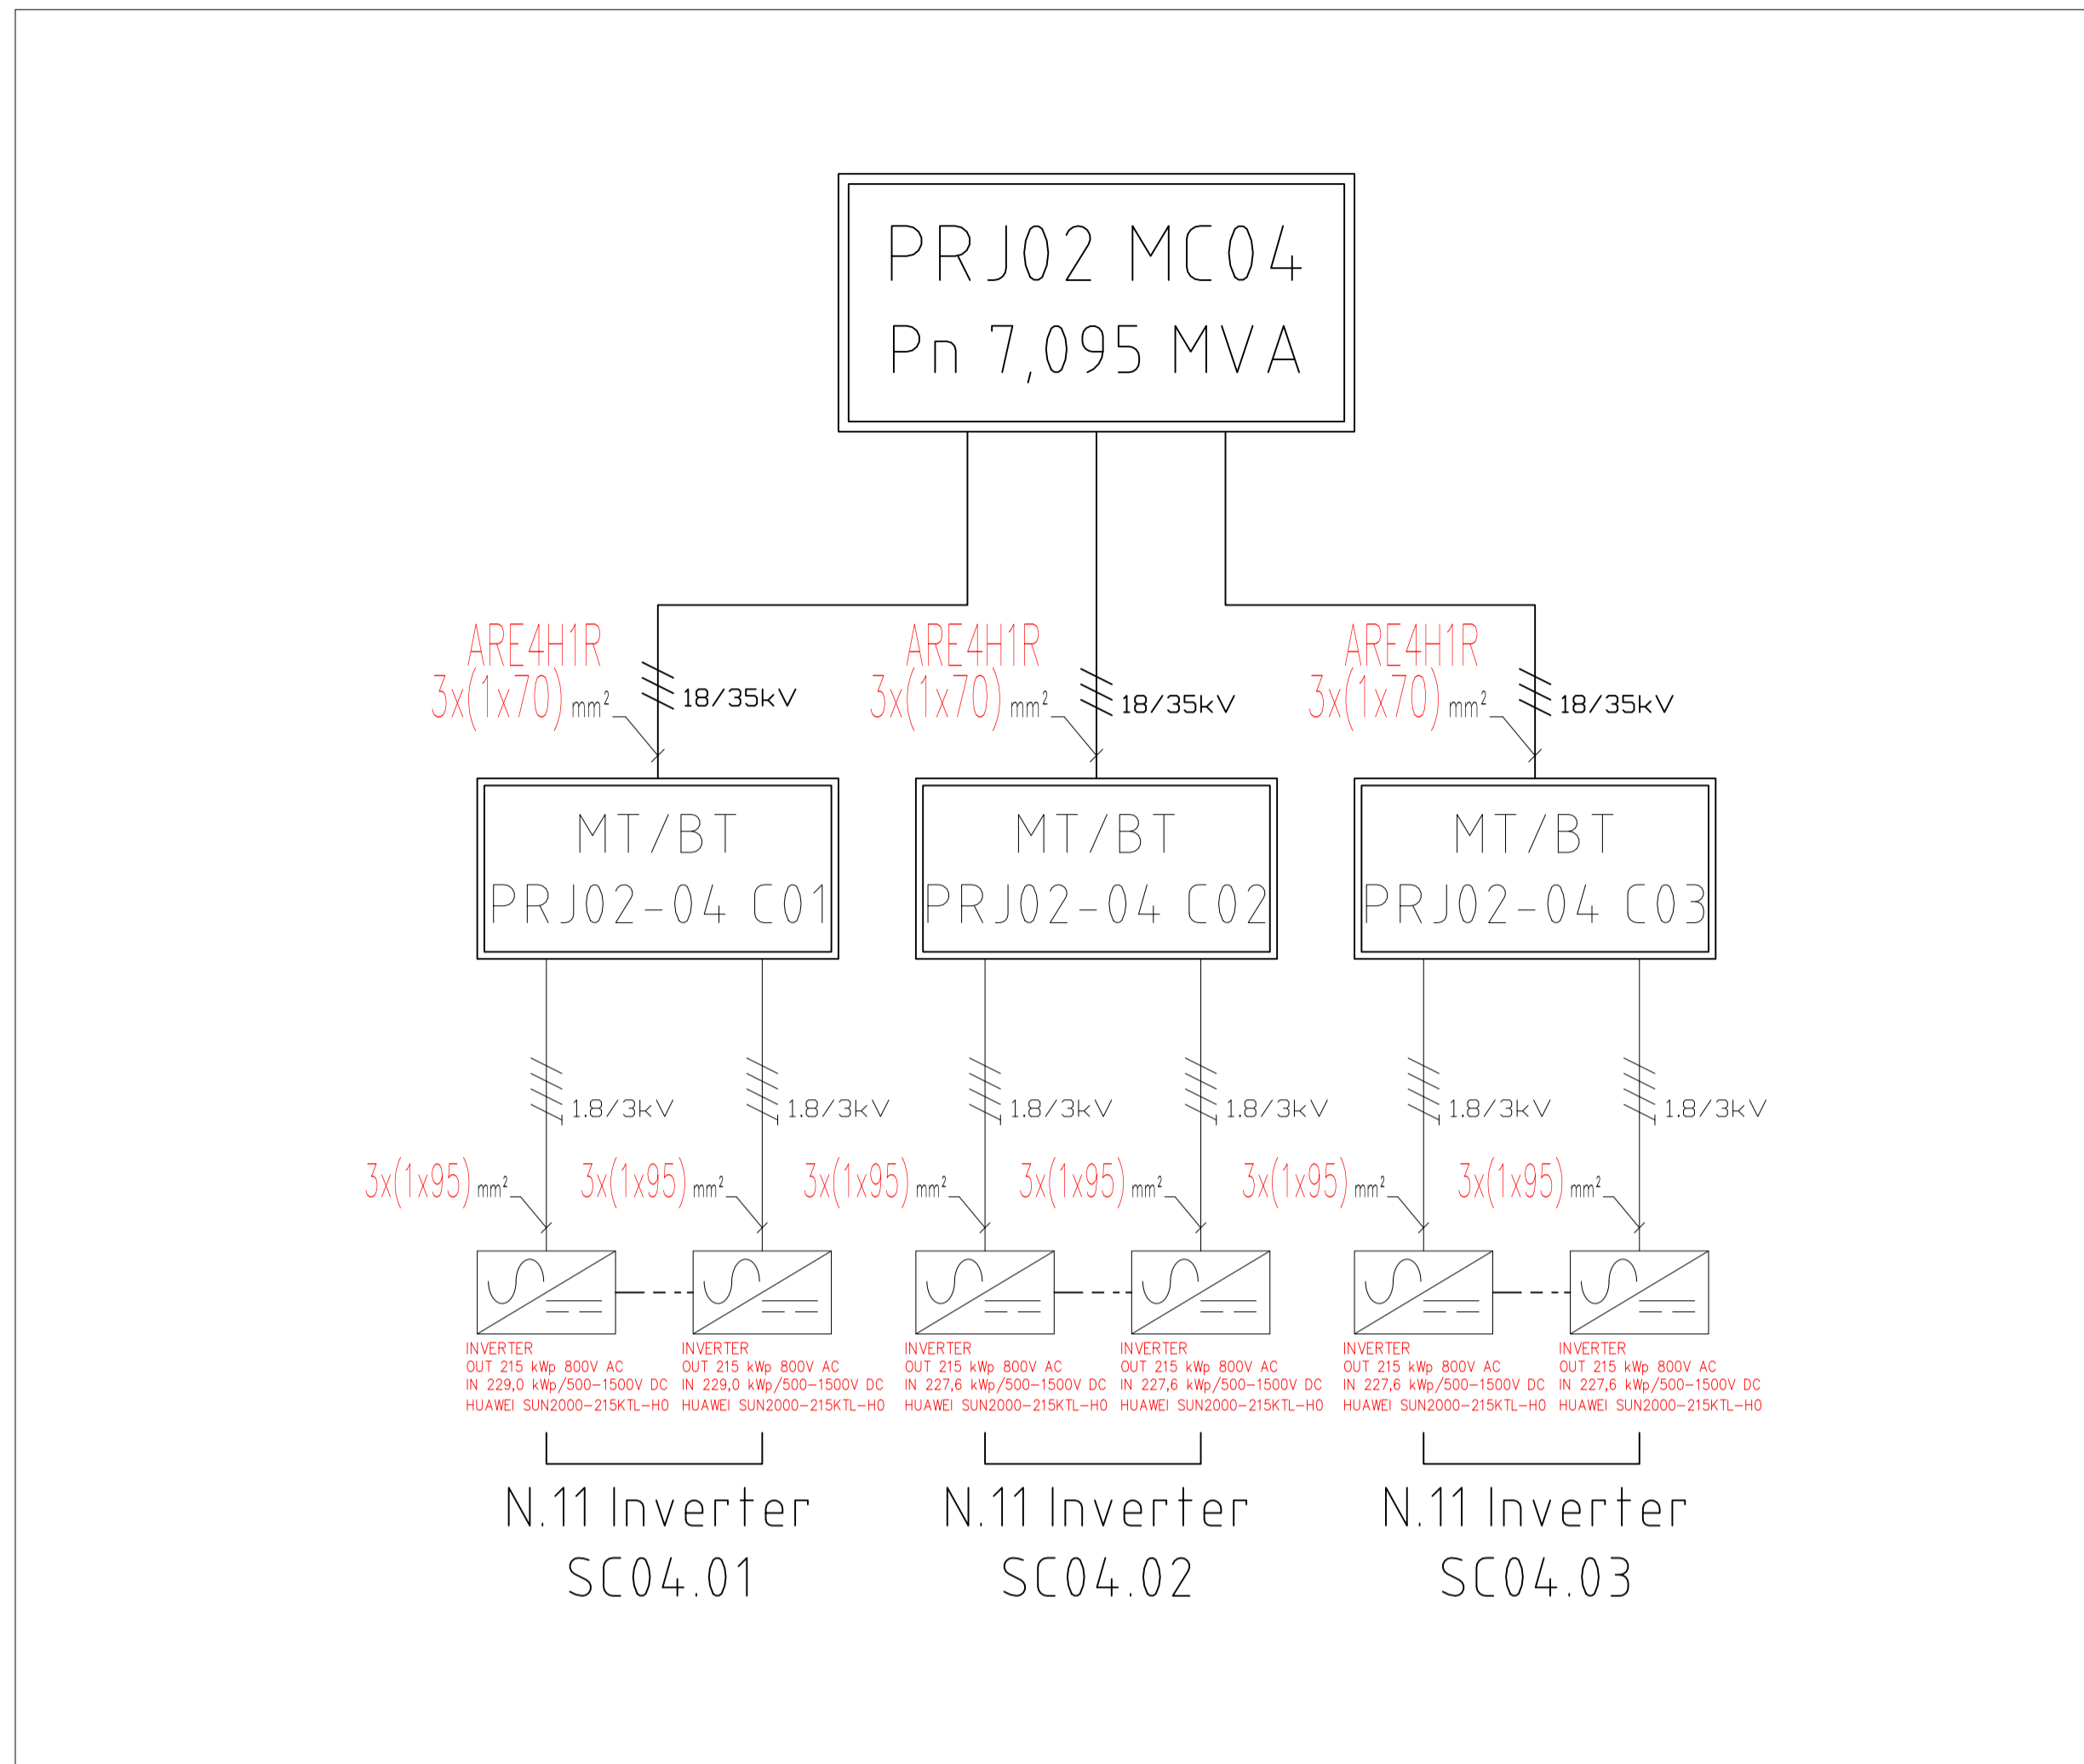 PRJ02 MC04
Pn 7,095 MVA
ARE4H1R
3x(1x70) mm²
18/35kV
ARE4H1R
3x(1x70) mm²
18/35kV
ARE4H1R
3x(1x70) mm²
18/35kV
MT/BT
PRJ02-04 C01
MT/BT
PRJ02-04 C02
MT/BT
PRJ02-04 C03
1.8/3kV
1.8/3kV
1.8/3kV
1.8/3kV
1.8/3kV
1.8/3kV
3x(1x95) mm²
3x(1x95) mm²
3x(1x95) mm²
3x(1x95) mm²
3x(1x95) mm²
3x(1x95) mm²
INVERTER
OUT 215 kWp 800V AC
IN 229,0 kWp/500-1500V DC
HUAWEI SUN2000-215KTL-H0
INVERTER
OUT 215 kWp 800V AC
IN 229,0 kWp/500-1500V DC
HUAWEI SUN2000-215KTL-H0
INVERTER
OUT 215 kWp 800V AC
IN 227,6 kWp/500-1500V DC
HUAWEI SUN2000-215KTL-H0
INVERTER
OUT 215 kWp 800V AC
IN 227,6 kWp/500-1500V DC
HUAWEI SUN2000-215KTL-H0
INVERTER
OUT 215 kWp 800V AC
IN 227,6 kWp/500-1500V DC
HUAWEI SUN2000-215KTL-H0
INVERTER
OUT 215 kWp 800V AC
IN 227,6 kWp/500-1500V DC
HUAWEI SUN2000-215KTL-H0
N.11 Inverter
SC04.01
N.11 Inverter
SC04.02
N.11 Inverter
SC04.03